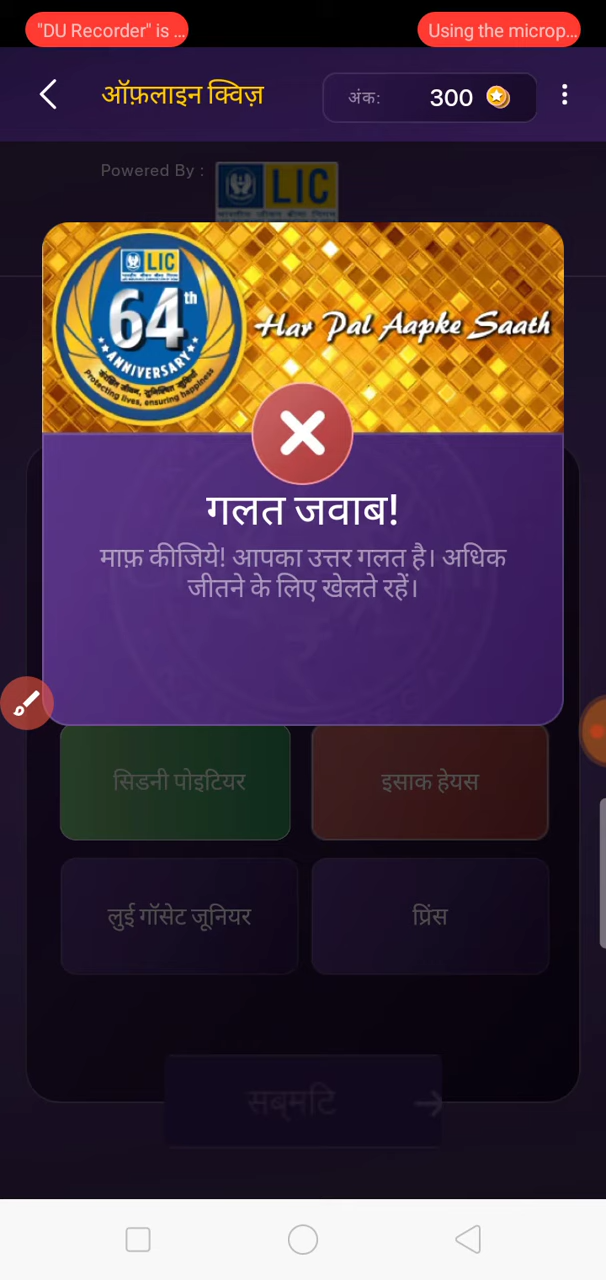 "DU Recorder" is ...
Using the microp...
ऑफ़लाइन क्विज़
अंक:
300
Powered By :
LIC
LIC
64th
ANNIVERSARY
Protecting lives, ensuring happiness
Har Pal Aapke Saath
गलत जवाब!
माफ़ कीजिये! आपका उत्तर गलत है। अधिक
जीतने के लिए खेलते रहें।
सिडनी पोइटियर
इसाक हेयस
लुई गॉसेट जूनियर
प्रिंस
सब्मिट